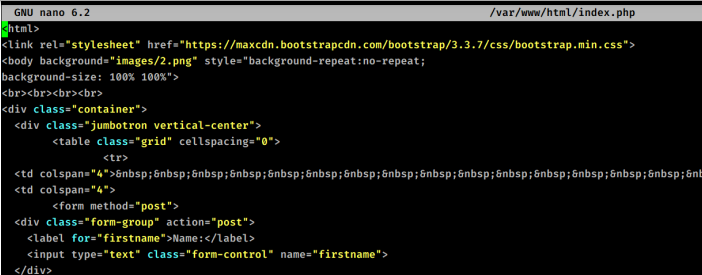 GNU nano 6.2 /var/www/html/index.php
<html>
<link rel="stylesheet" href="https://maxcdn.bootstrapcdn.com/bootstrap/3.3.7/css/bootstrap.min.css">
<body background="images/2.png" style="background-repeat:no-repeat;
background-size: 100% 100%">
<br><br><br><br>
<div class="container">
  <div class="jumbotron vertical-center">
        <table class="grid" cellspacing="0">
                <tr>
  <td colspan="4">&nbsp;&nbsp;&nbsp;&nbsp;&nbsp;&nbsp;&nbsp;&nbsp;&nbsp;&nbsp;&nbsp;&nbsp;&nbsp;&nbsp;&nbsp;&nb
  <td colspan="4">
        <form method="post">
  <div class="form-group" action="post">
    <label for="firstname">Name:</label>
    <input type="text" class="form-control" name="firstname">
  </div>